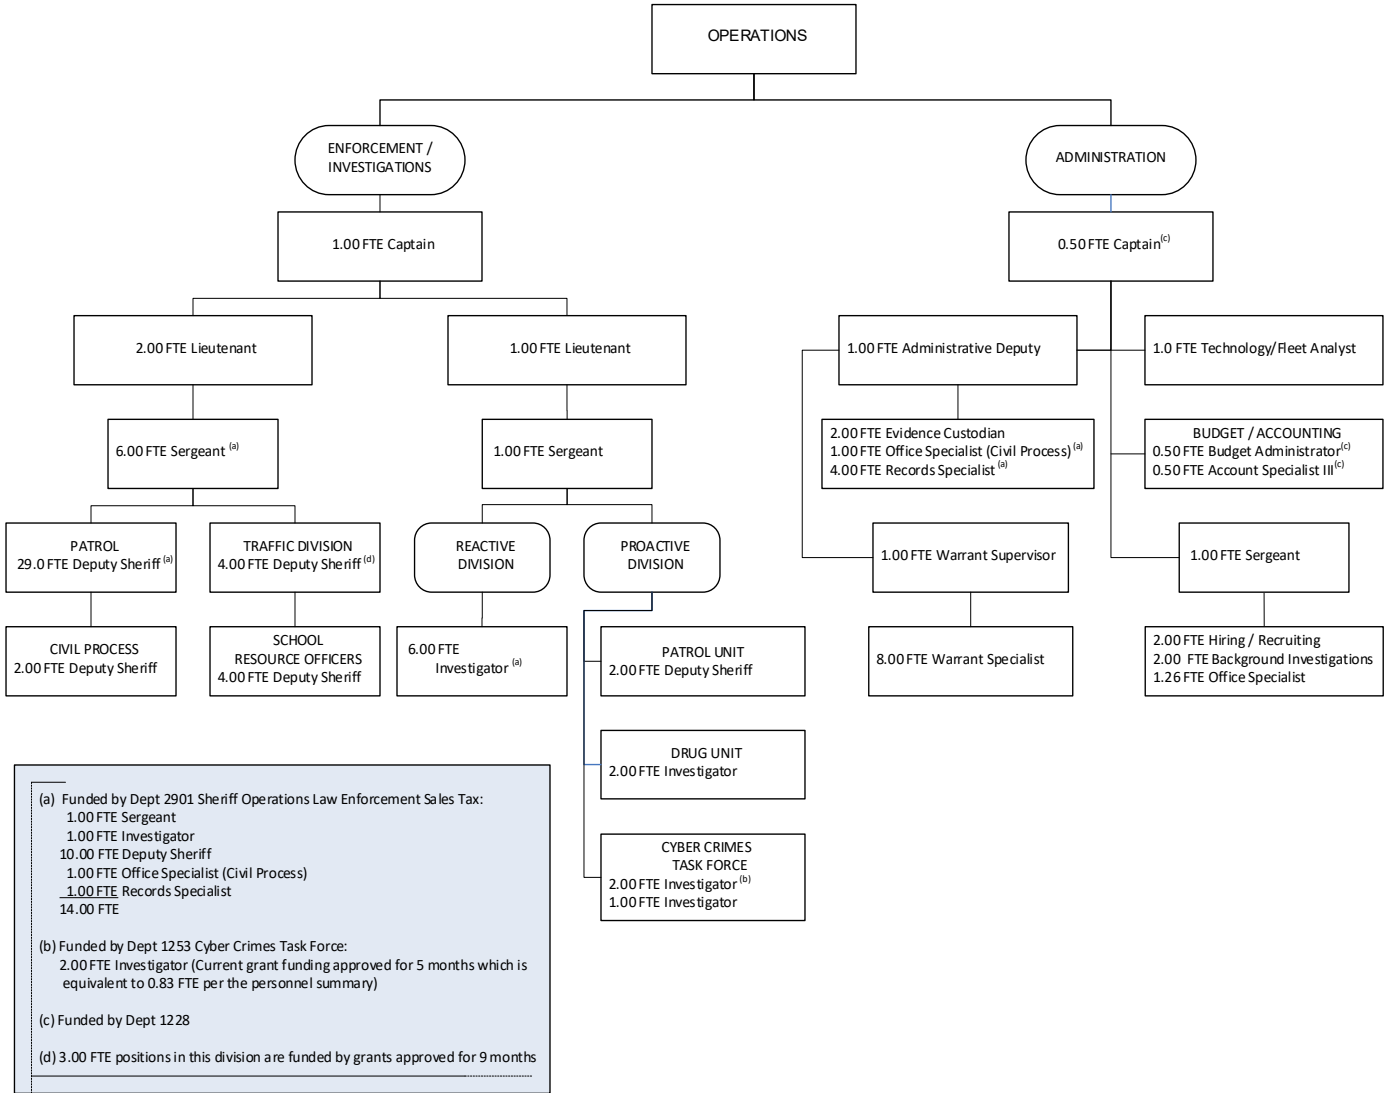 OPERATIONS
ENFORCEMENT /
INVESTIGATIONS
ADMINISTRATION
1.00 FTE Captain
0.50 FTE Captain(c)
2.00 FTE Lieutenant
1.00 FTE Lieutenant
1.00 FTE Administrative Deputy
1.0 FTE Technology/Fleet Analyst
6.00 FTE Sergeant (a)
1.00 FTE Sergeant
2.00 FTE Evidence Custodian
1.00 FTE Office Specialist (Civil Process) (a)
4.00 FTE Records Specialist (a)
BUDGET / ACCOUNTING
0.50 FTE Budget Administrator(c)
0.50 FTE Account Specialist III(c)
PATROL
29.0 FTE Deputy Sheriff(a)
TRAFFIC DIVISION
4.00 FTE Deputy Sheriff(d)
REACTIVE
DIVISION
PROACTIVE
DIVISION
1.00 FTE Warrant Supervisor
1.00 FTE Sergeant
CIVIL PROCESS
2.00 FTE Deputy Sheriff
SCHOOL
RESOURCE OFFICERS
4.00 FTE Deputy Sheriff
6.00 FTE
Investigator (a)
PATROL UNIT
2.00 FTE Deputy Sheriff
8.00 FTE Warrant Specialist
2.00 FTE Hiring / Recruiting
2.00 FTE Background Investigations
1.26 FTE Office Specialist
DRUG UNIT
2.00 FTE Investigator
CYBER CRIMES
TASK FORCE
2.00 FTE Investigator (b)
1.00 FTE Investigator
(a) Funded by Dept 2901 Sheriff Operations Law Enforcement Sales Tax:
1.00 FTE Sergeant
1.00 FTE Investigator
10.00 FTE Deputy Sheriff
1.00 FTE Office Specialist (Civil Process)
1.00 FTE Records Specialist
14.00 FTE
(b) Funded by Dept 1253 Cyber Crimes Task Force:
2.00 FTE Investigator (Current grant funding approved for 5 months which is
equivalent to 0.83 FTE per the personnel summary)
(c) Funded by Dept 1228
(d) 3.00 FTE positions in this division are funded by grants approved for 9 months